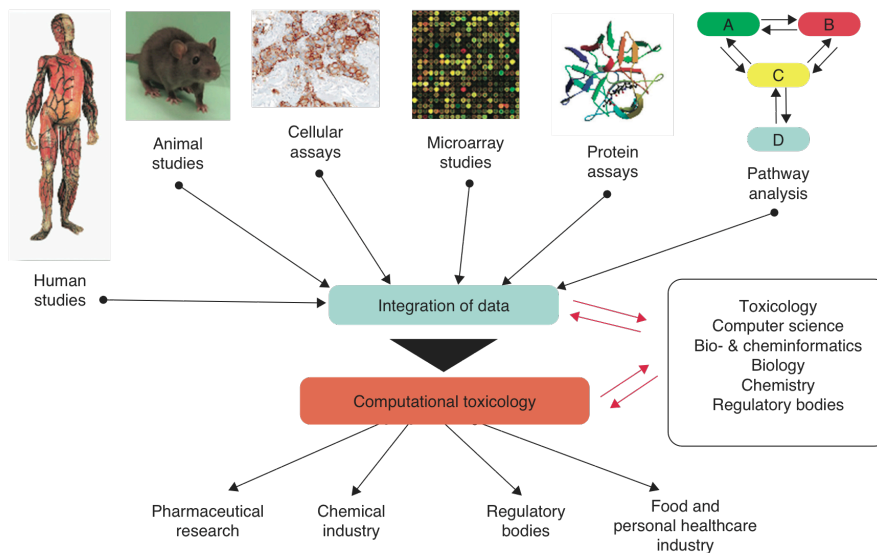 A
B
C
D
Animal
studies
Cellular
assays
Microarray
studies
Protein
assays
Pathway
analysis
Human
studies
Integration of data
Toxicology
Computer science
Bio- & cheminformatics
Biology
Chemistry
Regulatory bodies
Computational toxicology
Pharmaceutical
research
Chemical
industry
Regulatory
bodies
Food and
personal healthcare
industry